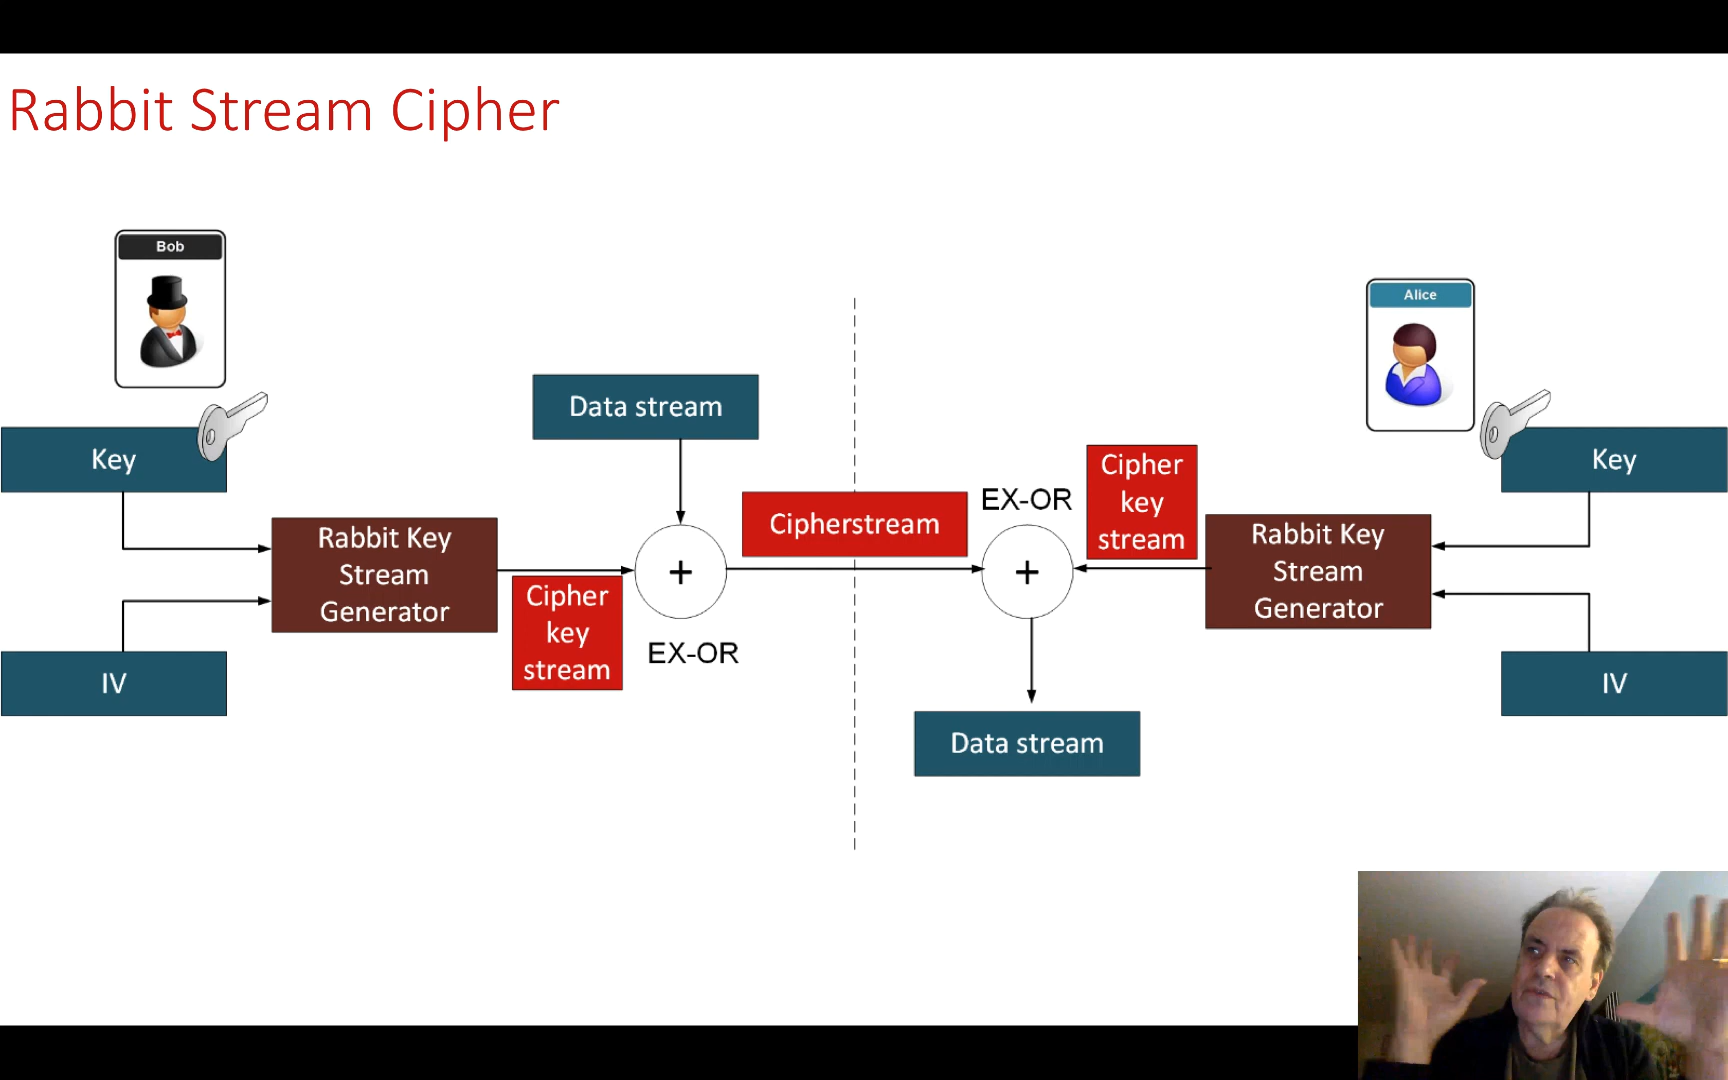 Rabbit Stream Cipher
Bob
Alice
Data stream
Key
Key
Cipher
key
stream
EX-OR
Cipherstream
Rabbit Key
Stream
Generator
+
+
Rabbit Key
Stream
Generator
Cipher
key
stream
EX-OR
IV
IV
Data stream